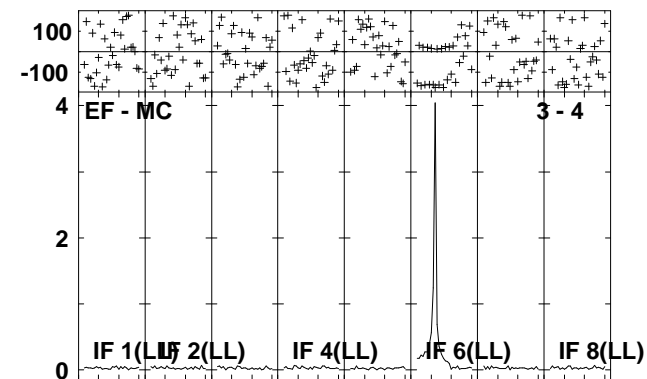 100
-100
4
EF - MC 3 - 4
2
IF 1(LL) IF 2(LL) IF 4(LL) IF 6(LL) IF 8(LL)
0